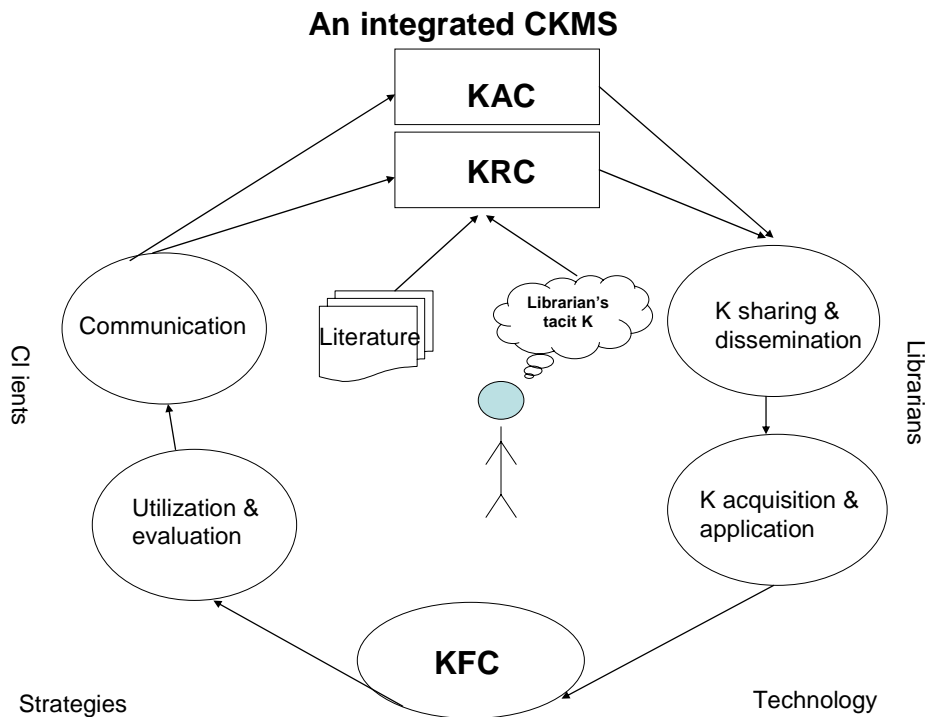 An integrated CKMS
KAC
KRC
Librarian's
tacit K
Communication
Literature
K sharing &
dissemination
Cl ients
Librarians
Utilization &
evaluation
K acquisition &
application
KFC
Strategies
Technology